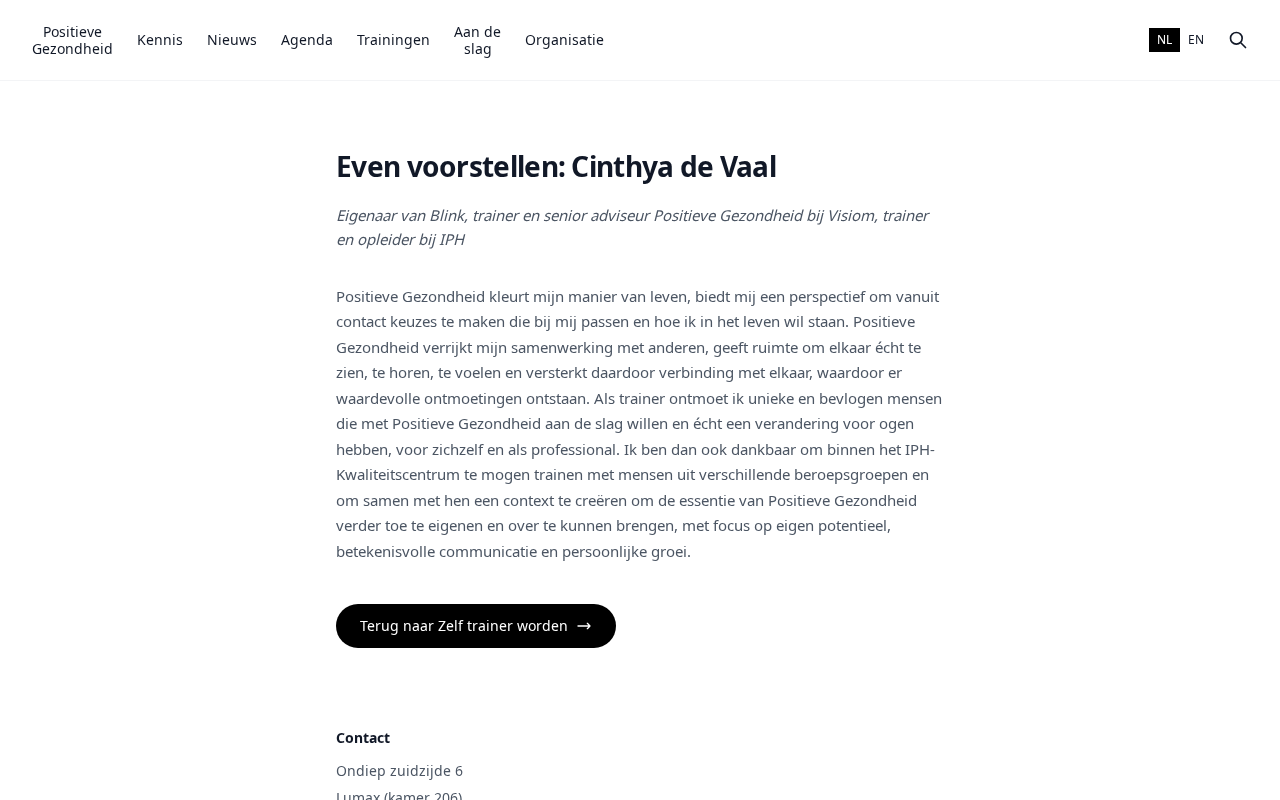 Positieve
Gezondheid
Kennis
Nieuws
Agenda
Trainingen
Aan de
slag
Organisatie
NL
EN
Even voorstellen: Cinthya de Vaal
Eigenaar van Blink, trainer en senior adviseur Positieve Gezondheid bij Visiom, trainer
en opleider bij IPH
Positieve Gezondheid kleurt mijn manier van leven, biedt mij een perspectief om vanuit
contact keuzes te maken die bij mij passen en hoe ik in het leven wil staan. Positieve
Gezondheid verrijkt mijn samenwerking met anderen, geeft ruimte om elkaar écht te
zien, te horen, te voelen en versterkt daardoor verbinding met elkaar, waardoor er
waardevolle ontmoetingen ontstaan. Als trainer ontmoet ik unieke en bevlogen mensen
die met Positieve Gezondheid aan de slag willen en écht een verandering voor ogen
hebben, voor zichzelf en als professional. Ik ben dan ook dankbaar om binnen het IPH-
Kwaliteitscentrum te mogen trainen met mensen uit verschillende beroepsgroepen en
om samen met hen een context te creëren om de essentie van Positieve Gezondheid
verder toe te eigenen en over te kunnen brengen, met focus op eigen potentieel,
betekenisvolle communicatie en persoonlijke groei.
Terug naar Zelf trainer worden →
Contact
Ondiep zuidzijde 6
Lumax (kamer 206)